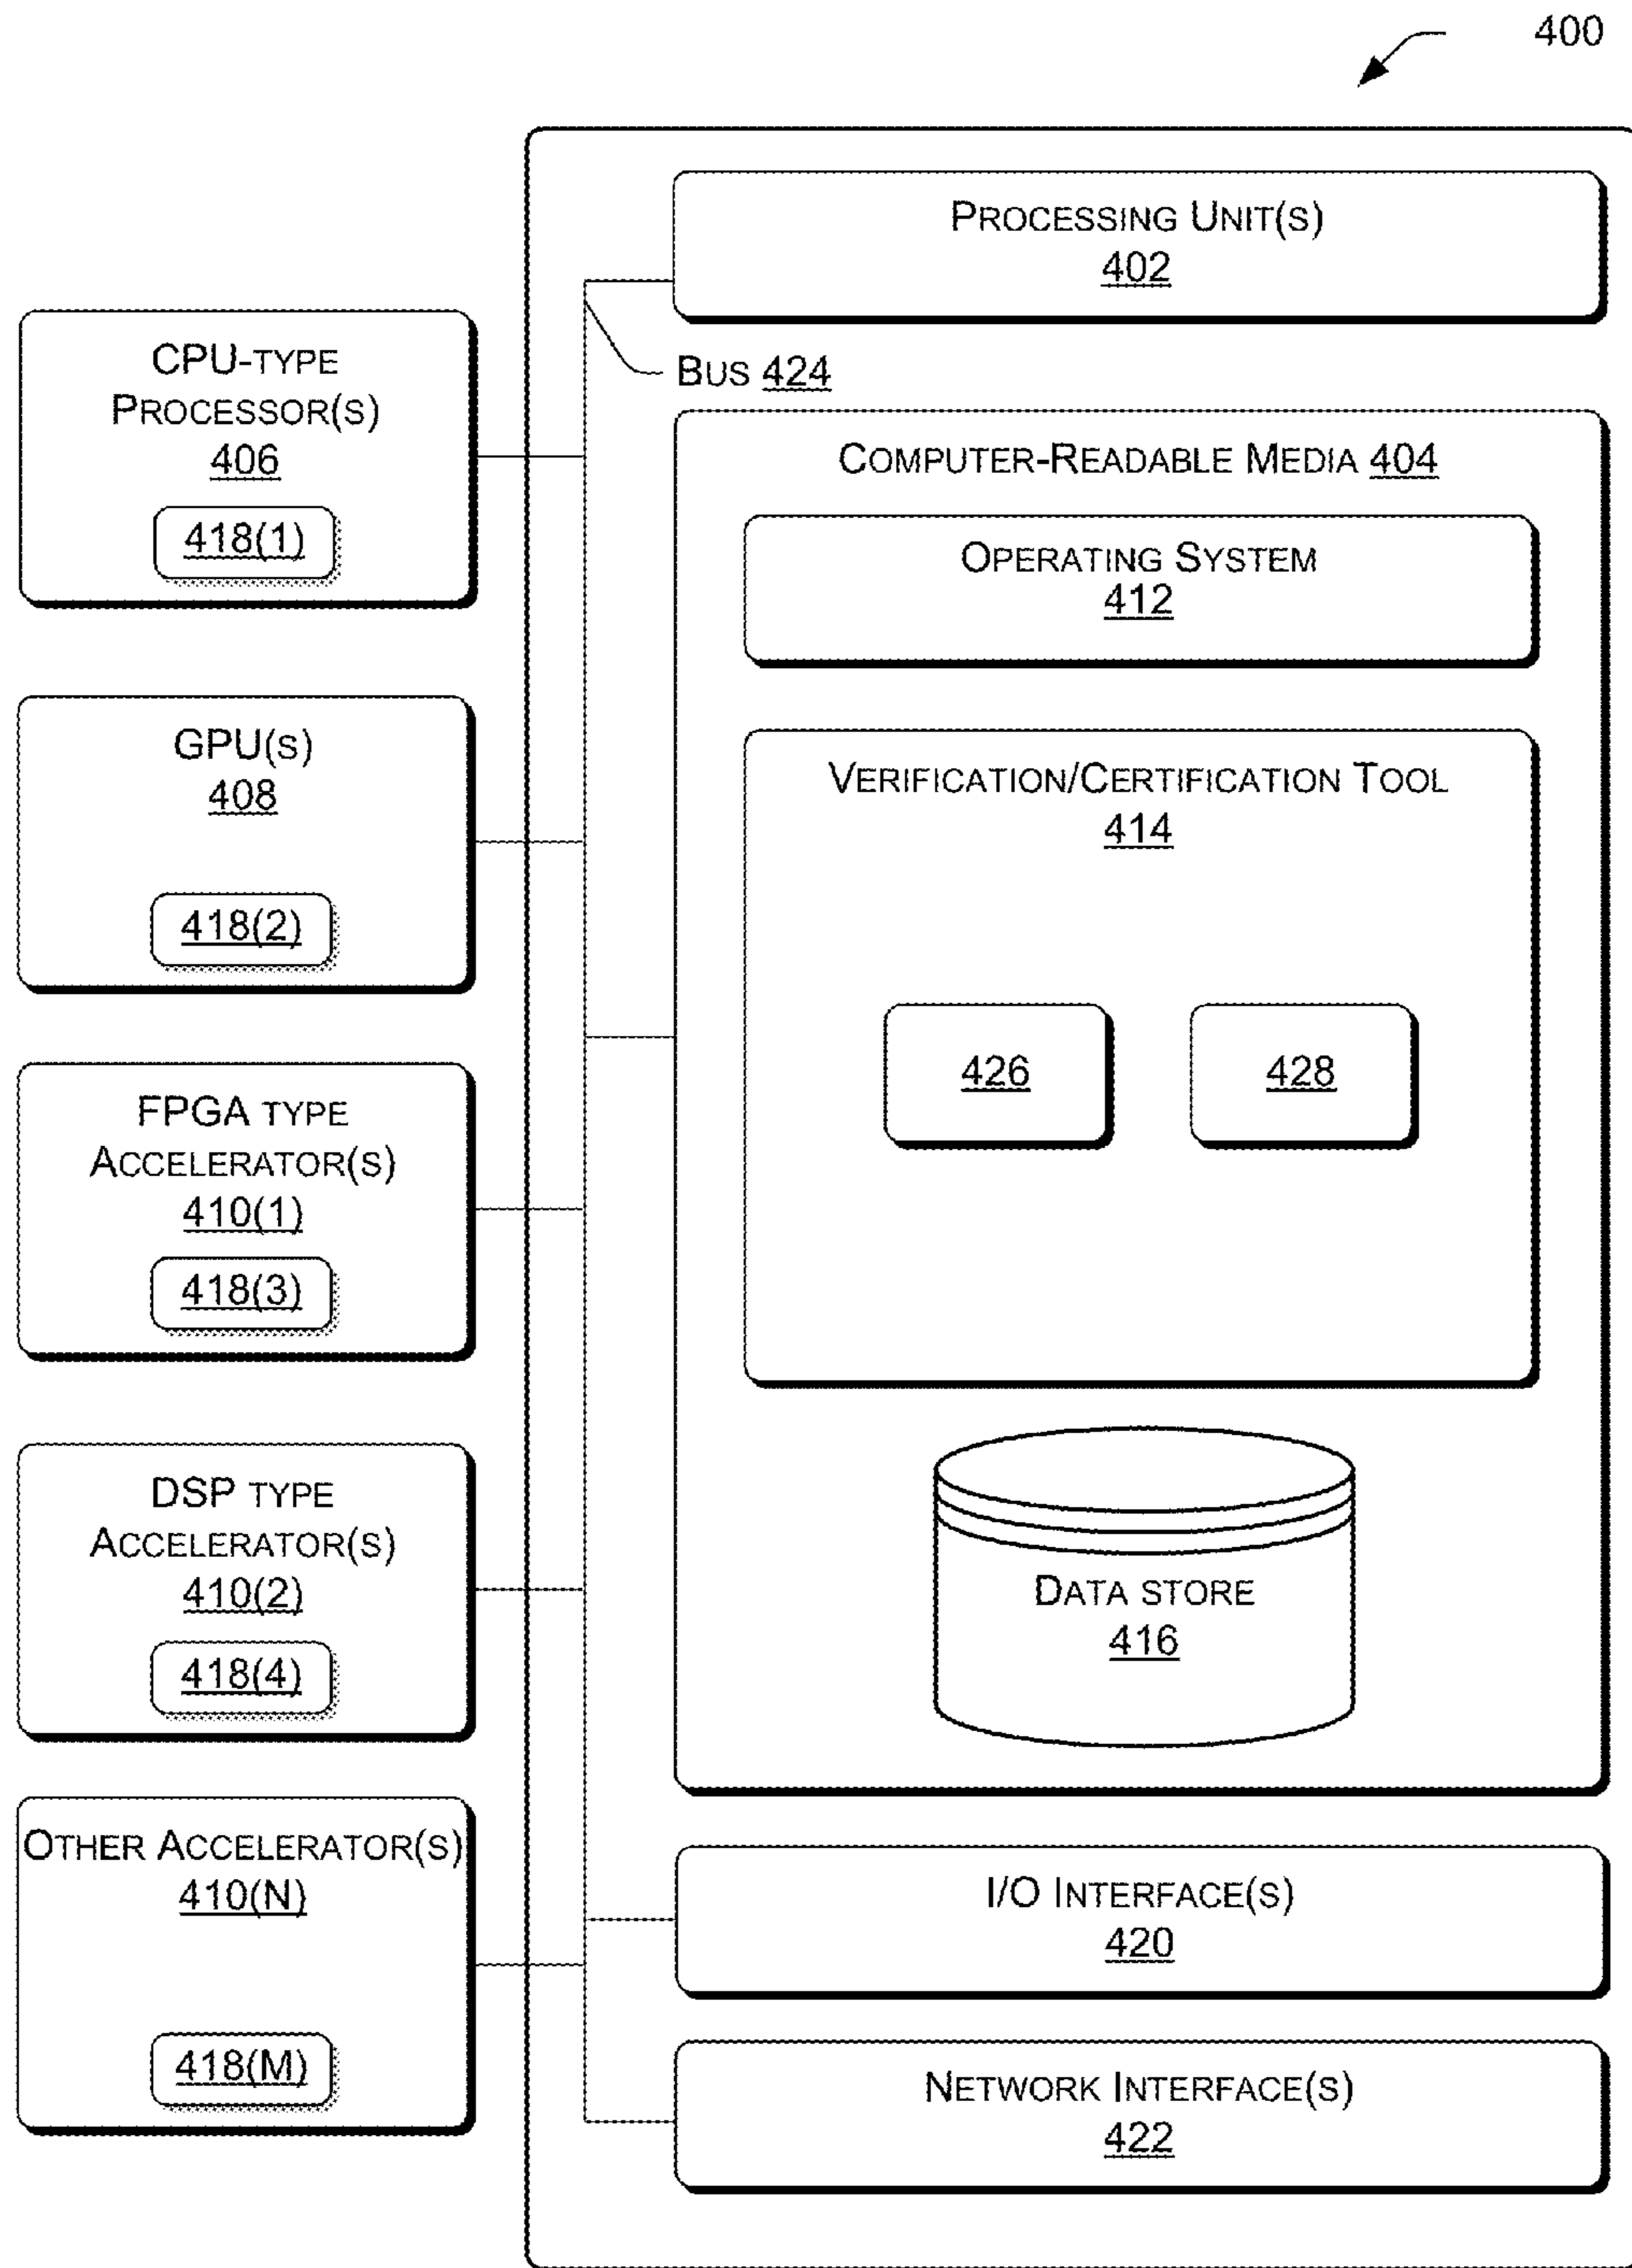 400
PROCESSING UNIT(S)
402
BUS 424
CPU-TYPE
PROCESSOR(S)
406
418(1)
GPU(S)
408
418(2)
FPGA TYPE
ACCELERATOR(S)
410(1)
418(3)
DSP TYPE
ACCELERATOR(S)
410(2)
418(4)
OTHER ACCELERATOR(S)
410(N)
418(M)
COMPUTER-READABLE MEDIA 404
OPERATING SYSTEM
412
VERIFICATION/CERTIFICATION TOOL
414
426
428
DATA STORE
416
I/O INTERFACE(S)
420
NETWORK INTERFACE(S)
422